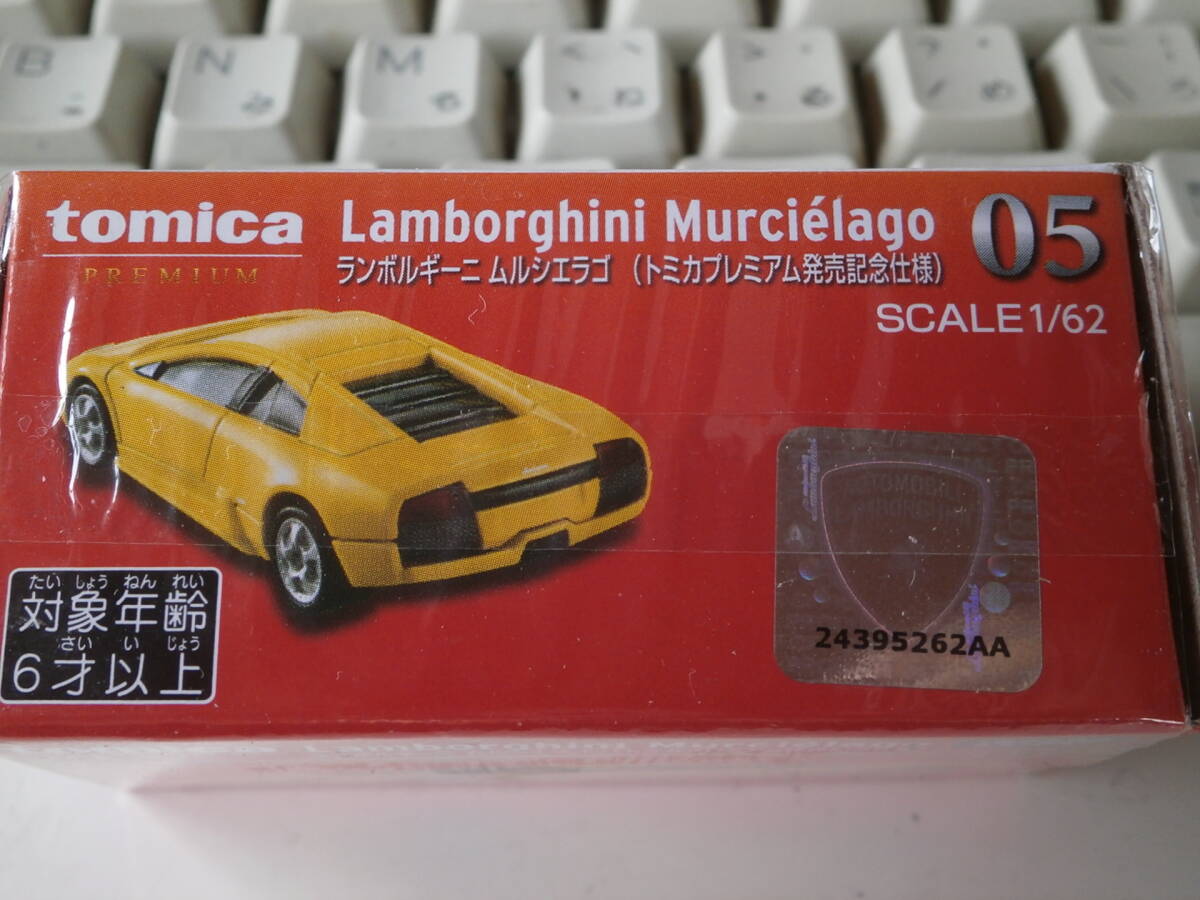 B N M
tomica
PREMIUM
Lamborghini Murciélago
ランボルギーニ ムルシエラゴ (トミカプレミアム発売記念仕様)
05
SCALE 1/62
たい しょう ねん れい
対象年齢
さい い じょう
6才以上
24395262AA
Lamborghini Murciélago